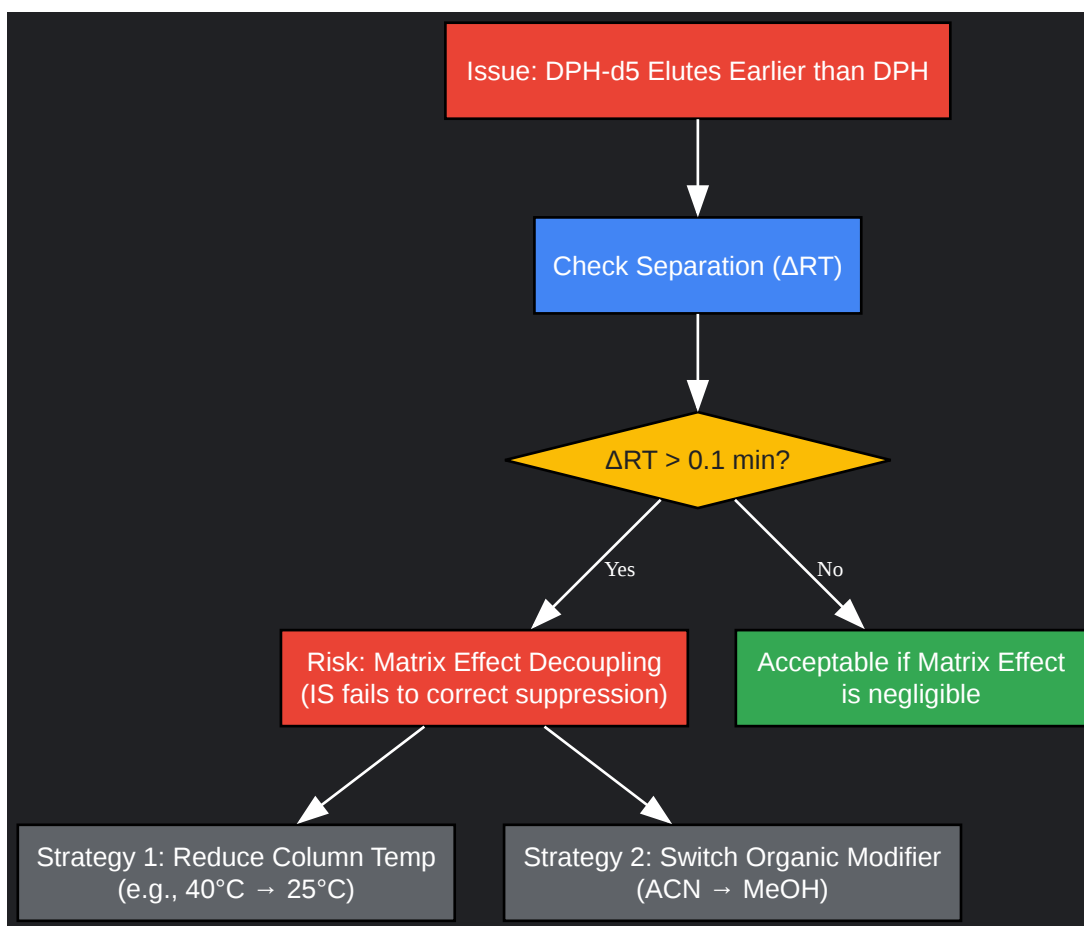 Issue: DPH-d5 Elutes Earlier than DPH
Check Separation (ΔRT)
ΔRT > 0.1 min?
Yes
No
Risk: Matrix Effect Decoupling
(IS fails to correct suppression)
Acceptable if Matrix Effect
is negligible
Strategy 1: Reduce Column Temp
(e.g., 40°C → 25°C)
Strategy 2: Switch Organic Modifier
(ACN → MeOH)